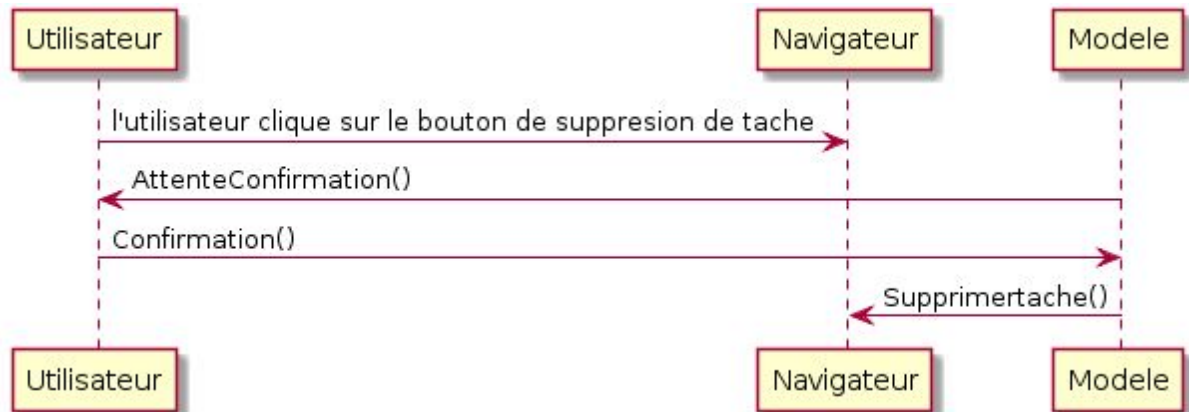 Utilisateur
Navigateur
Modele
l'utilisateur clique sur le bouton de suppresion de tache
AttenteConfirmation()
Confirmation()
Supprimertache()
Utilisateur
Navigateur
Modele